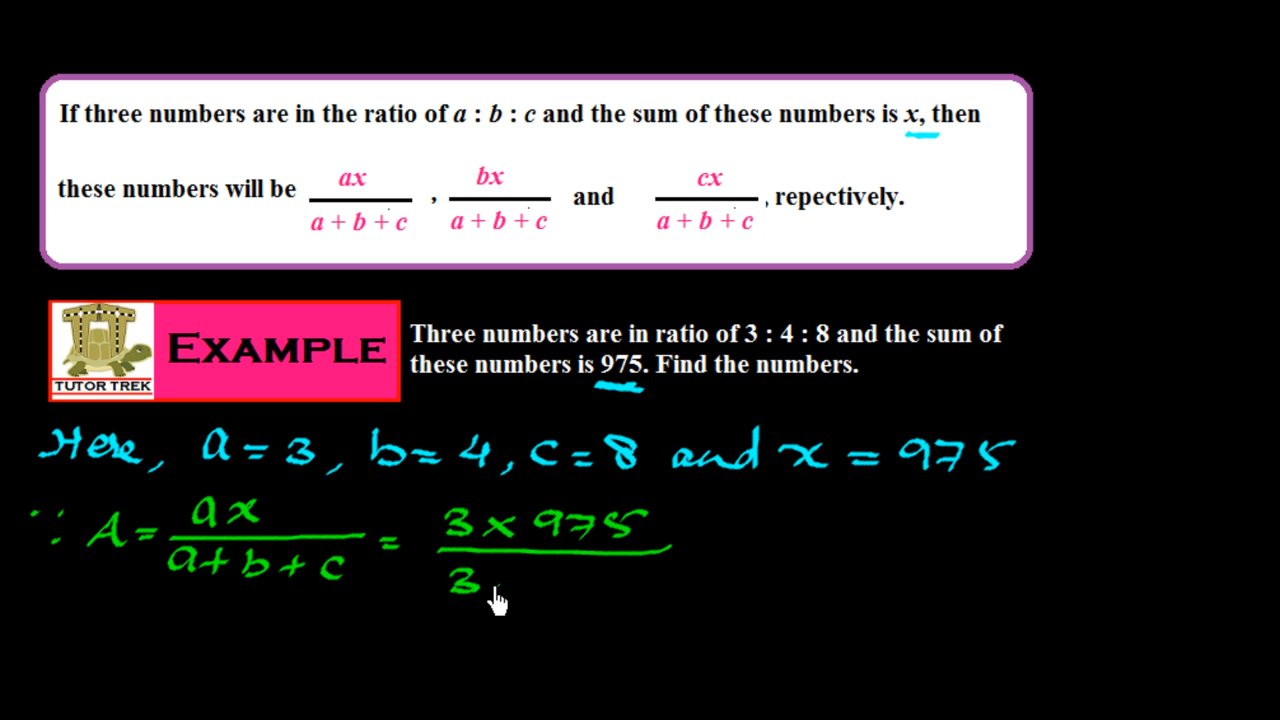 If three numbers are in the ratio of a : b : c and the sum of these numbers is x, then
these numbers will be ax / a + b + c , bx / a + b + c and cx / a + b + c , repectively.
EXAMPLE
TUTOR TREK
Three numbers are in ratio of 3 : 4 : 8 and the sum of
these numbers is 975. Find the numbers.
Here, a = 3, b = 4, c = 8 and x = 975
∵ A = ax / a + b + c = 3 x 975 / 3